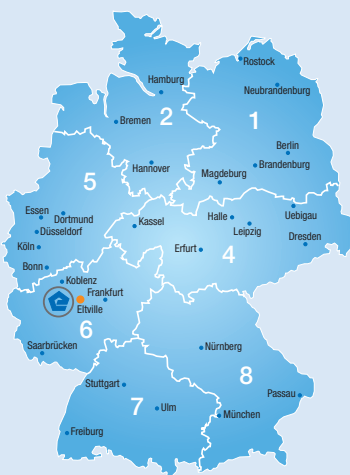 Rostock
Hamburg
Neubrandenburg
Bremen
2
1
Berlin
Hannover
Brandenburg
Magdeburg
5
Essen
Dortmund
Düsseldorf
Köln
Bonn
Kassel
Halle
Leipzig
Uebigau
Dresden
Erfurt
4
Koblenz
Frankfurt
Eltville
6
Saarbrücken
Nürnberg
8
Stuttgart
7
Ulm
Passau
München
Freiburg